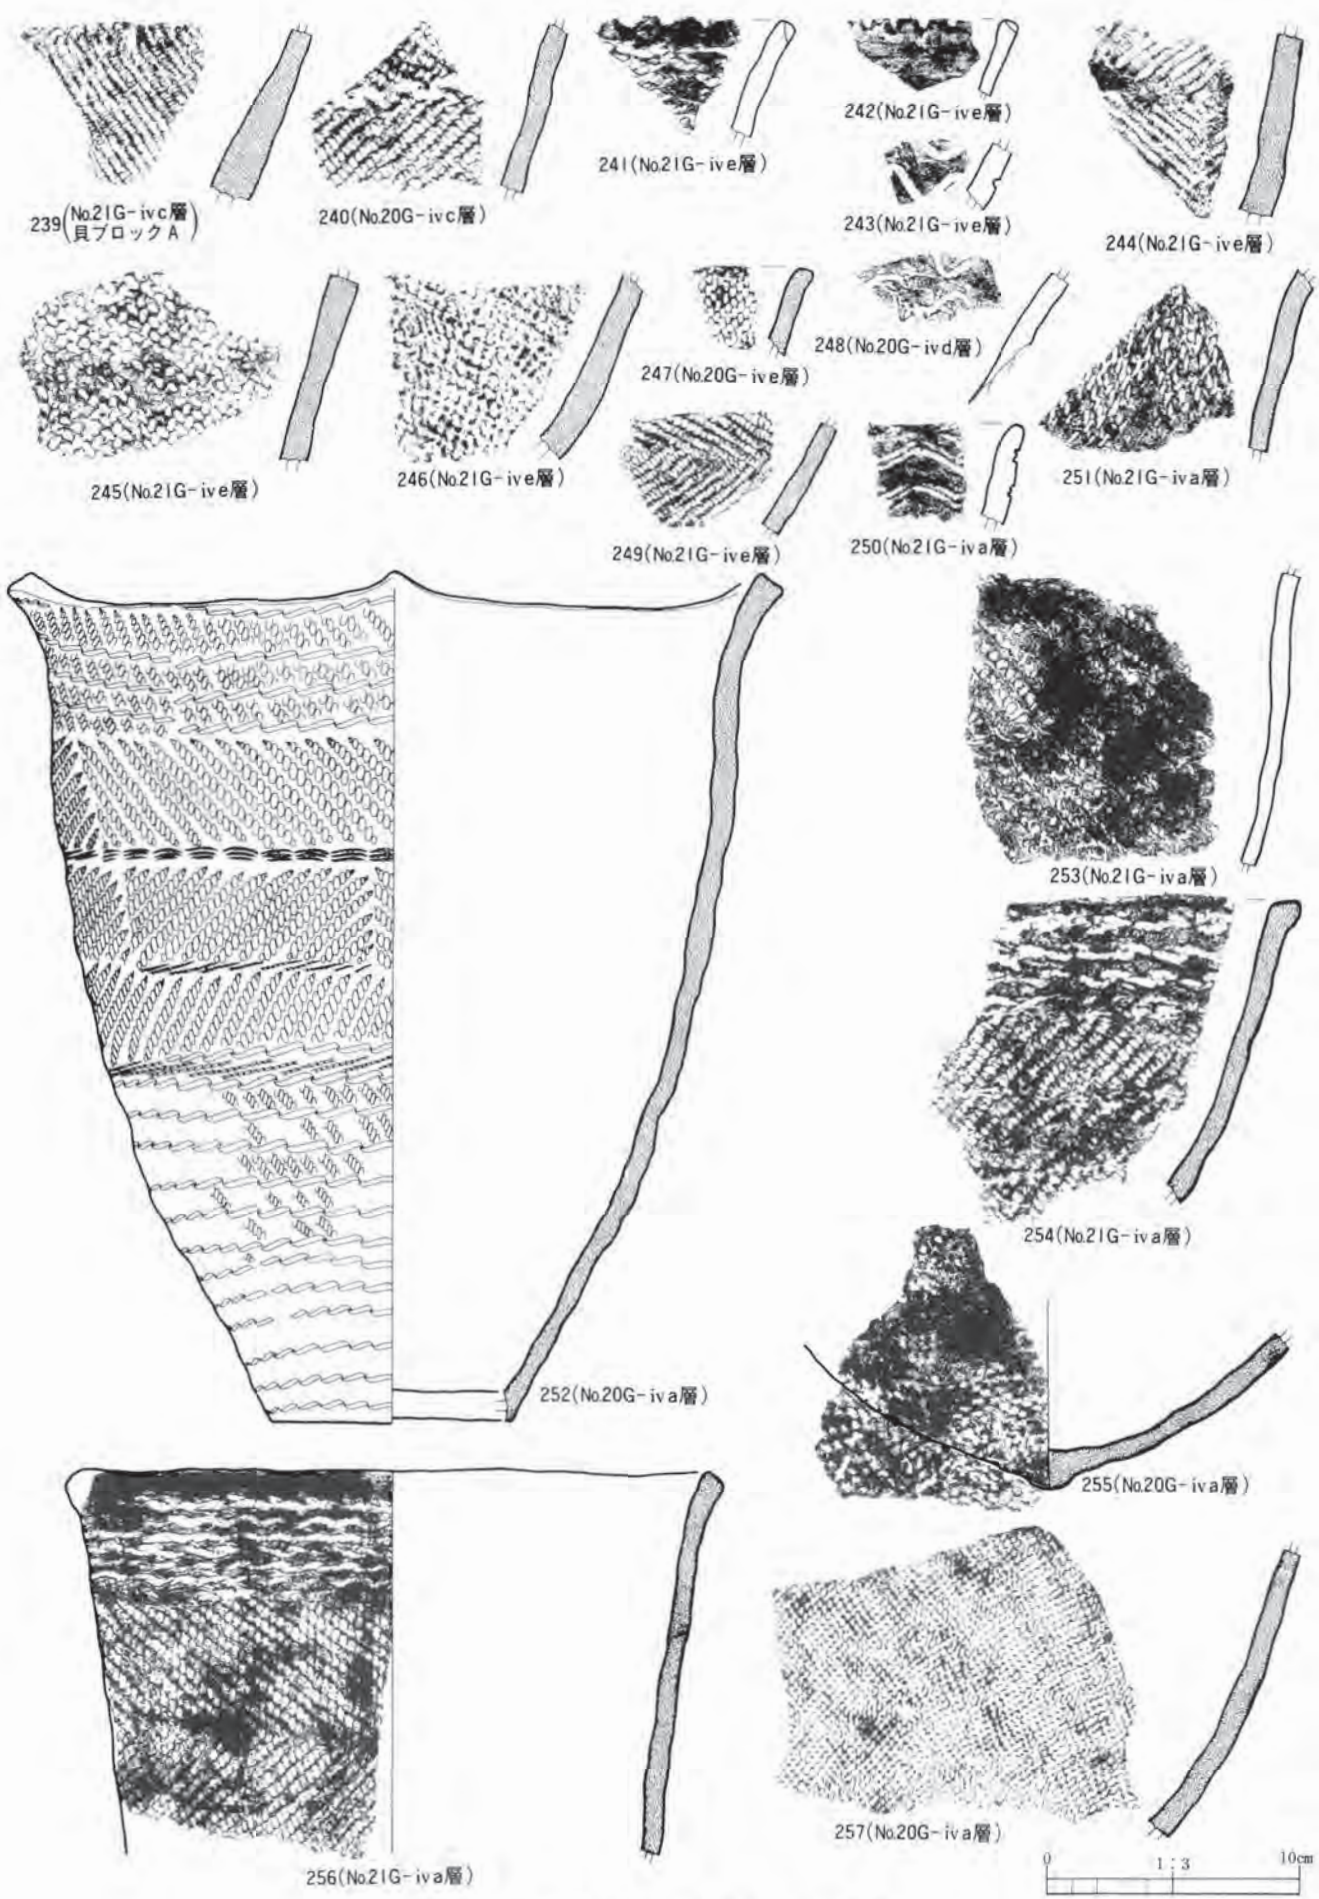 239(No.21G-ivc層
貝ブロックA)
240(No.20G-ivc層)
241(No.21G-ive層)
242(No.21G-ive層)
243(No.21G-ive層)
244(No.21G-ive層)
245(No.21G-ive層)
246(No.21G-ive層)
247(No.20G-ive層)
248(No.20G-ivd層)
249(No.21G-ive層)
250(No.21G-iva層)
251(No.21G-iva層)
252(No.20G-iva層)
253(No.21G-iva層)
254(No.21G-iva層)
255(No.20G-iva層)
256(No.21G-iva層)
257(No.20G-iva層)
0 1:3 10cm